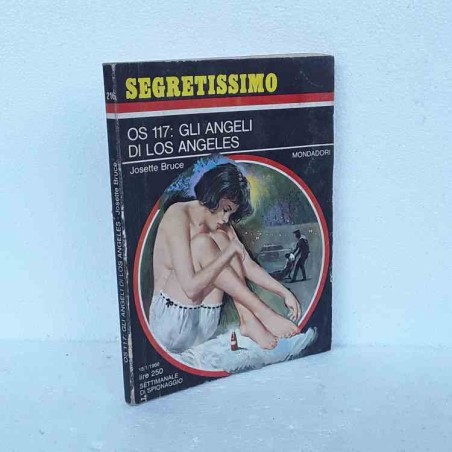 SEGRETISSIMO
OS 117: GLI ANGELI
DI LOS ANGELES
MONDADORI
Josette Bruce
lire 250
SETTIMANALE
DI SPIONAGGIO
OS 117: GLI ANGELI DI LOS ANGELES - Josette Bruce